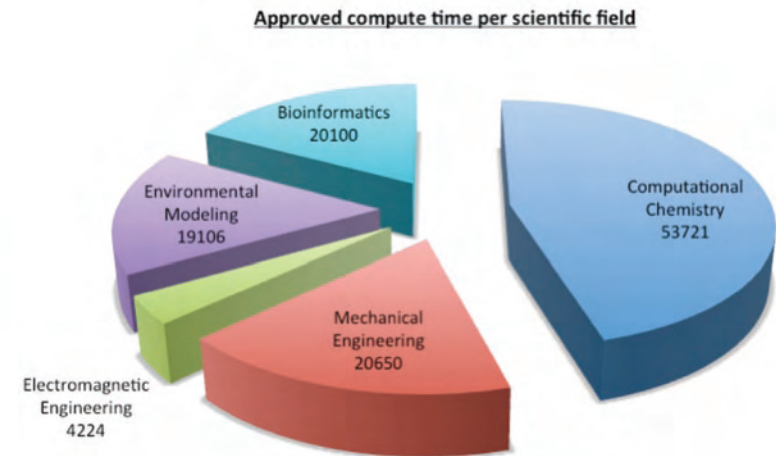 Approved compute time per scientific field
Bioinformatics
20100
Computational
Chemistry
53721
Environmental
Modeling
19106
Mechanical
Engineering
20650
Electromagnetic
Engineering
4224